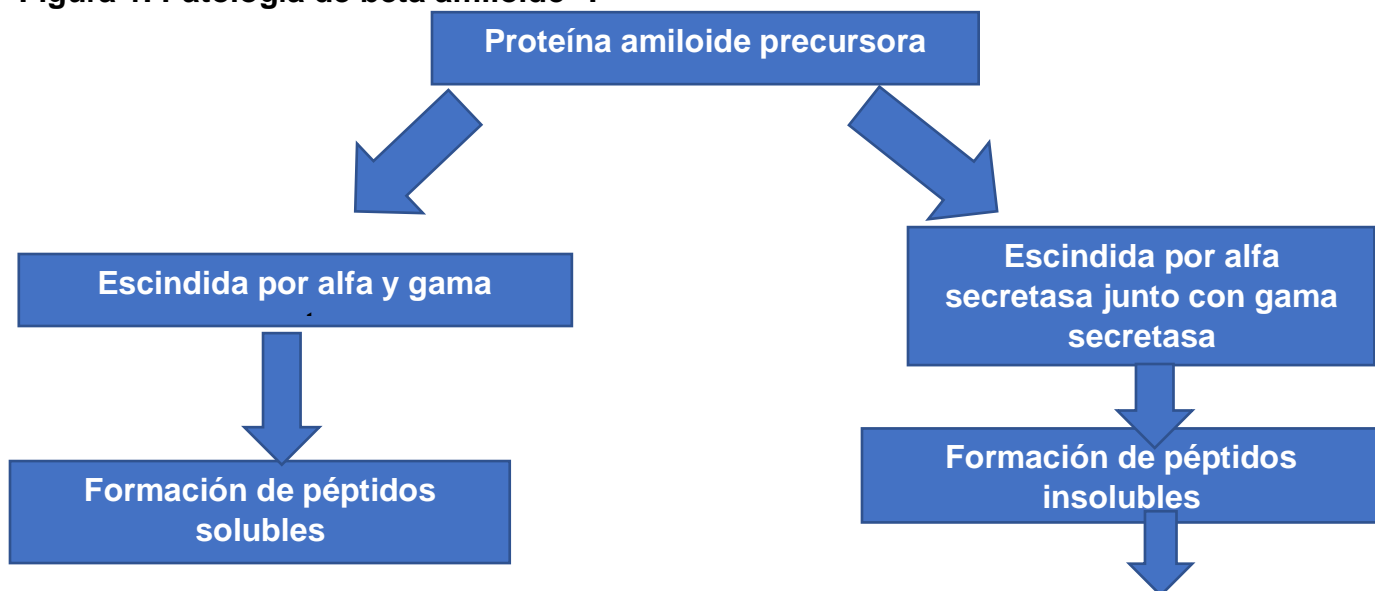 Proteína amiloide precursora
Escindida por alfa y gama
Escindida por alfa
secretasa junto con gama
secretasa
Formación de péptidos
insolubles
Formación de péptidos
solubles